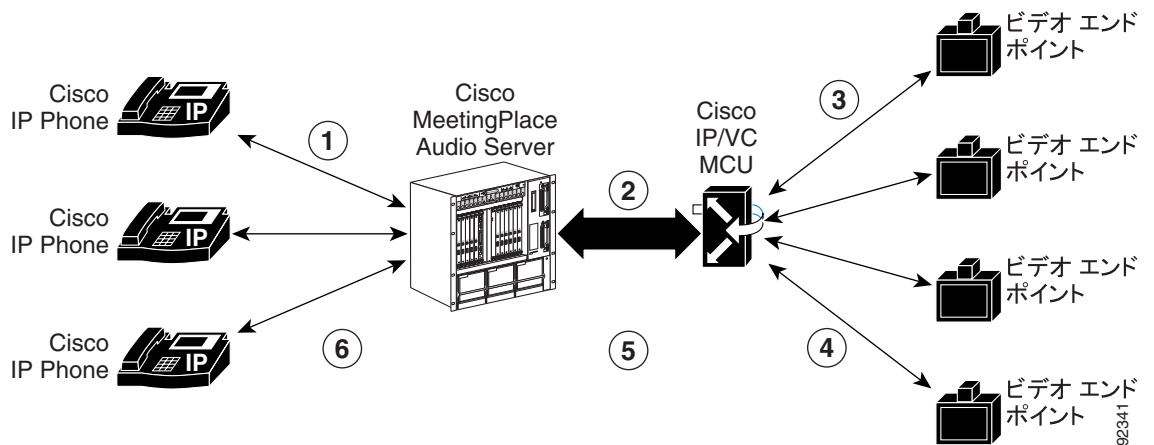 Cisco
IP Phone
IP
1
Cisco
IP Phone
IP
Cisco
IP Phone
IP
6
Cisco
MeetingPlace
Audio Server
2
5
Cisco
IP/VC
MCU
3
4
ビデオ エンド
ポイント
ビデオ エンド
ポイント
ビデオ エンド
ポイント
ビデオ エンド
ポイント
92341